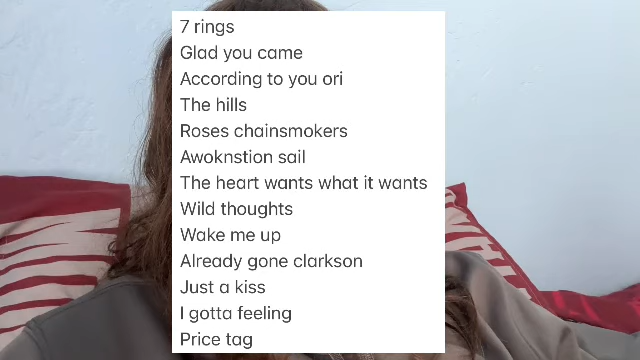 7 rings
Glad you came
According to you ori
The hills
Roses chainsmokers
Awoknstion sail
The heart wants what it wants
Wild thoughts
Wake me up
Already gone clarkson
Just a kiss
I gotta feeling
Price tag